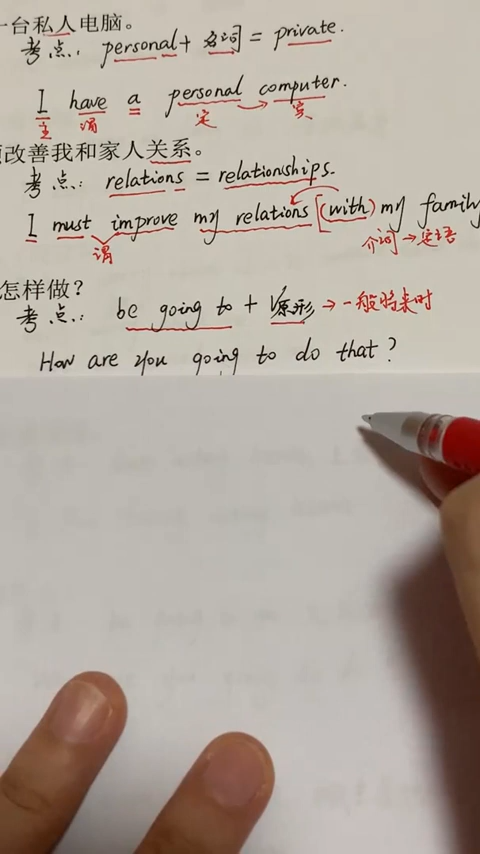 一台私人电脑。
考点: personal + 名词 = private.
I have a personal computer.
主 谓 定 宾
须改善我和家人关系。
考点: relations = relationships.
I must improve my relations [(with) my family
谓 介词→定语
怎样做？
考点: be going to + V原形 → 一般将来时
How are you going to do that?